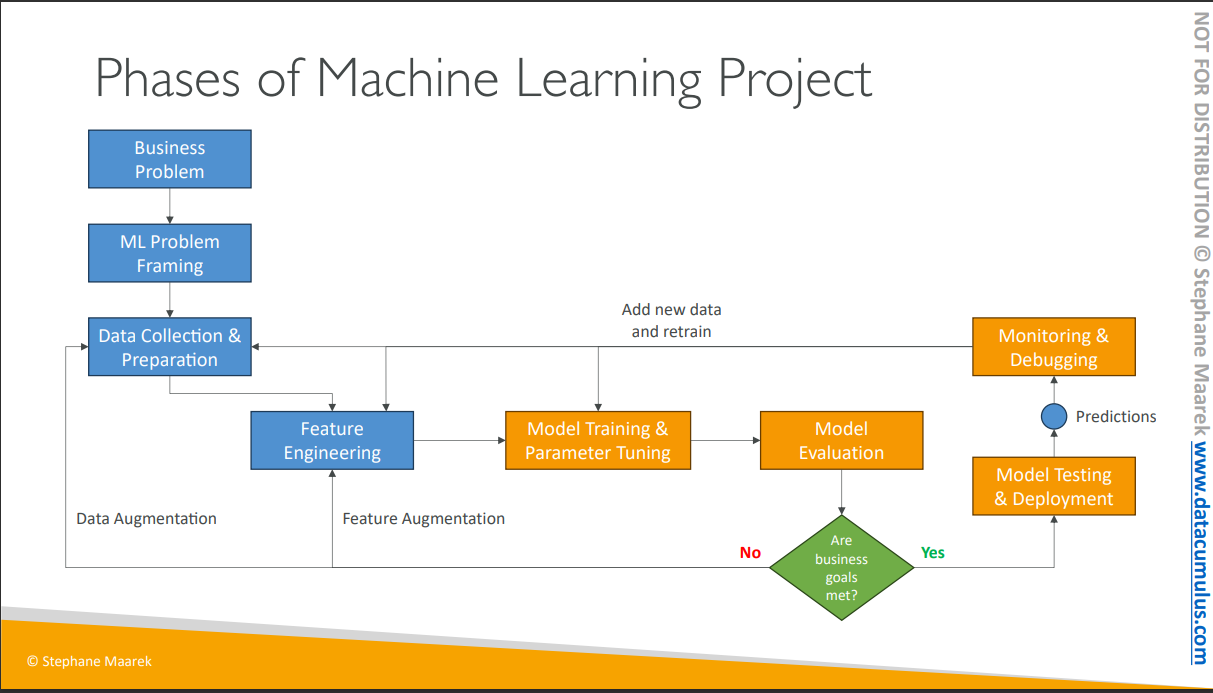 Phases of Machine Learning Project
Business
Problem
ML Problem
Framing
Data Collection &
Preparation
Add new data
and retrain
Monitoring &
Debugging
Predictions
Feature
Engineering
Model Training &
Parameter Tuning
Model
Evaluation
Model Testing
& Deployment
Data Augmentation
Feature Augmentation
No
Are
business
goals
met?
Yes
© Stephane Maarek
NOT FOR DISTRIBUTION © Stephane Maarek www.datacumulus.com